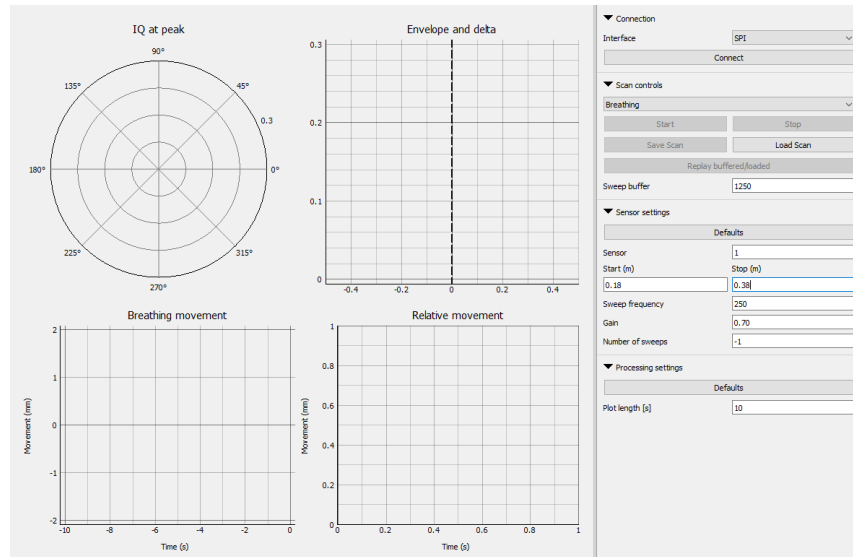 IQ at peak
90°
135°
45°
0.3
180°
0°
225°
315°
270°
Envelope and delta
0.3
0.2
0.1
0
-0.4
-0.2
0
0.2
0.4
Breathing movement
2
1
0
-1
-2
Movement (mm)
-10
-8
-6
-4
-2
0
Time (s)
Relative movement
1
0.8
0.6
0.4
0.2
0
Movement (mm)
0
0.2
0.4
0.6
0.8
1
Time (s)
Connection
Interface SPI
Connect
Scan controls
Breathing
Start Stop
Save Scan Load Scan
Replay buffered/loaded
Sweep buffer 1250
Sensor settings
Defaults
Sensor 1
Start (m) Stop (m)
0.18 0.38
Sweep frequency 250
Gain 0.70
Number of sweeps -1
Processing settings
Defaults
Plot length [s] 10